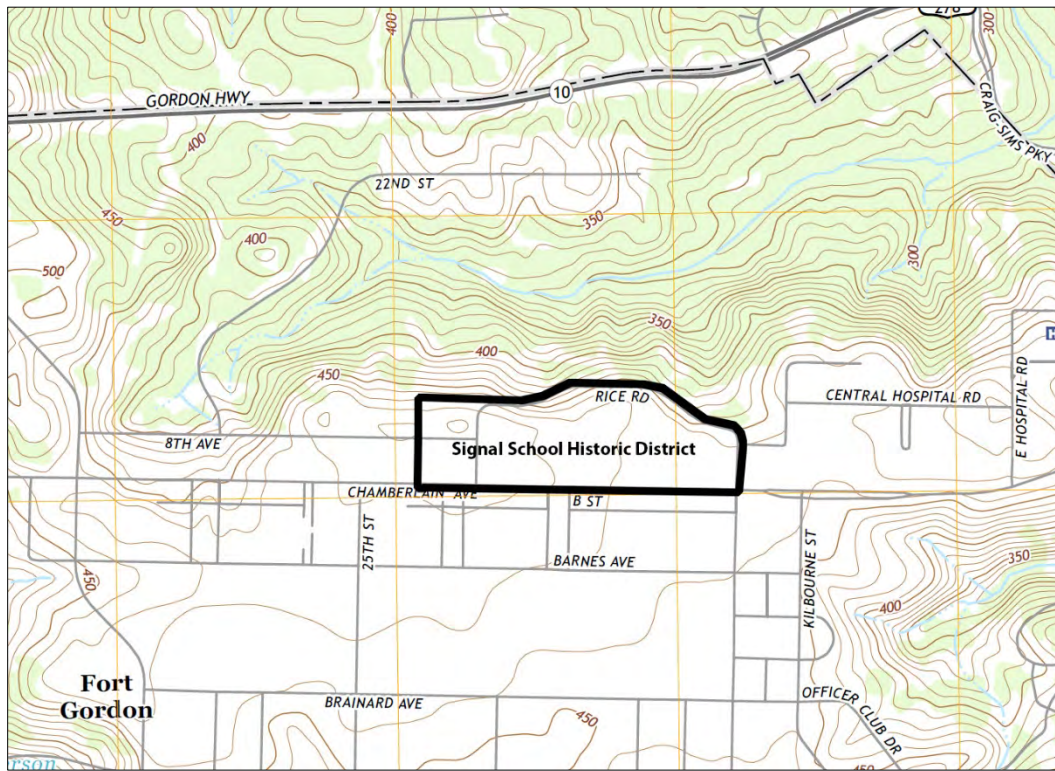 278
300
400
GORDON HWY
10
CRAIG-SIMS PKY
400
22ND ST
450
400
350
300
500
350
400
450
RICE RD
CENTRAL HOSPITAL RD
E HOSPITAL RD
H
8TH AVE
Signal School Historic District
CHAMBERLAIN AVE
B ST
25TH ST
BARNES AVE
KILBOURNE ST
350
450
400
Fort
Gordon
BRAINARD AVE
450
OFFICER CLUB DR
450
erson